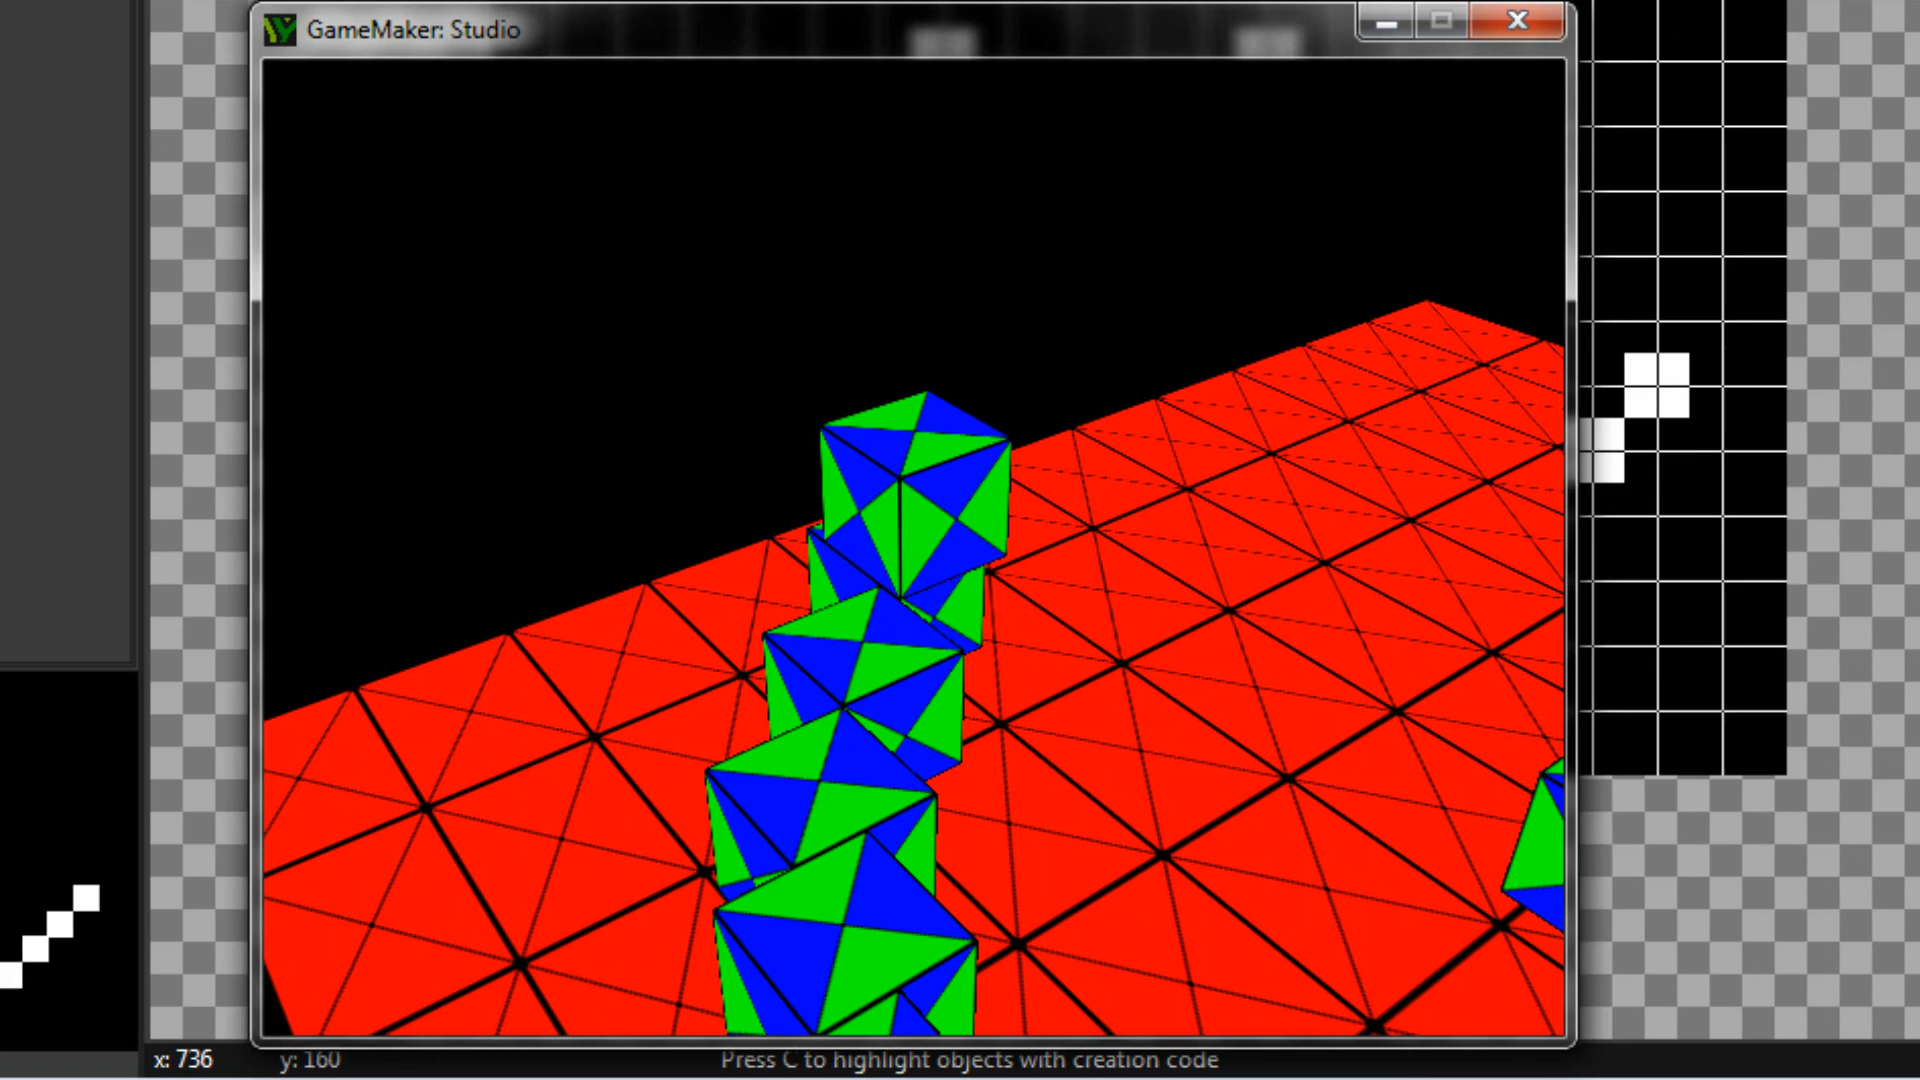 GameMaker: Studio
x: 736
y: 160
Press C to highlight objects with creation code